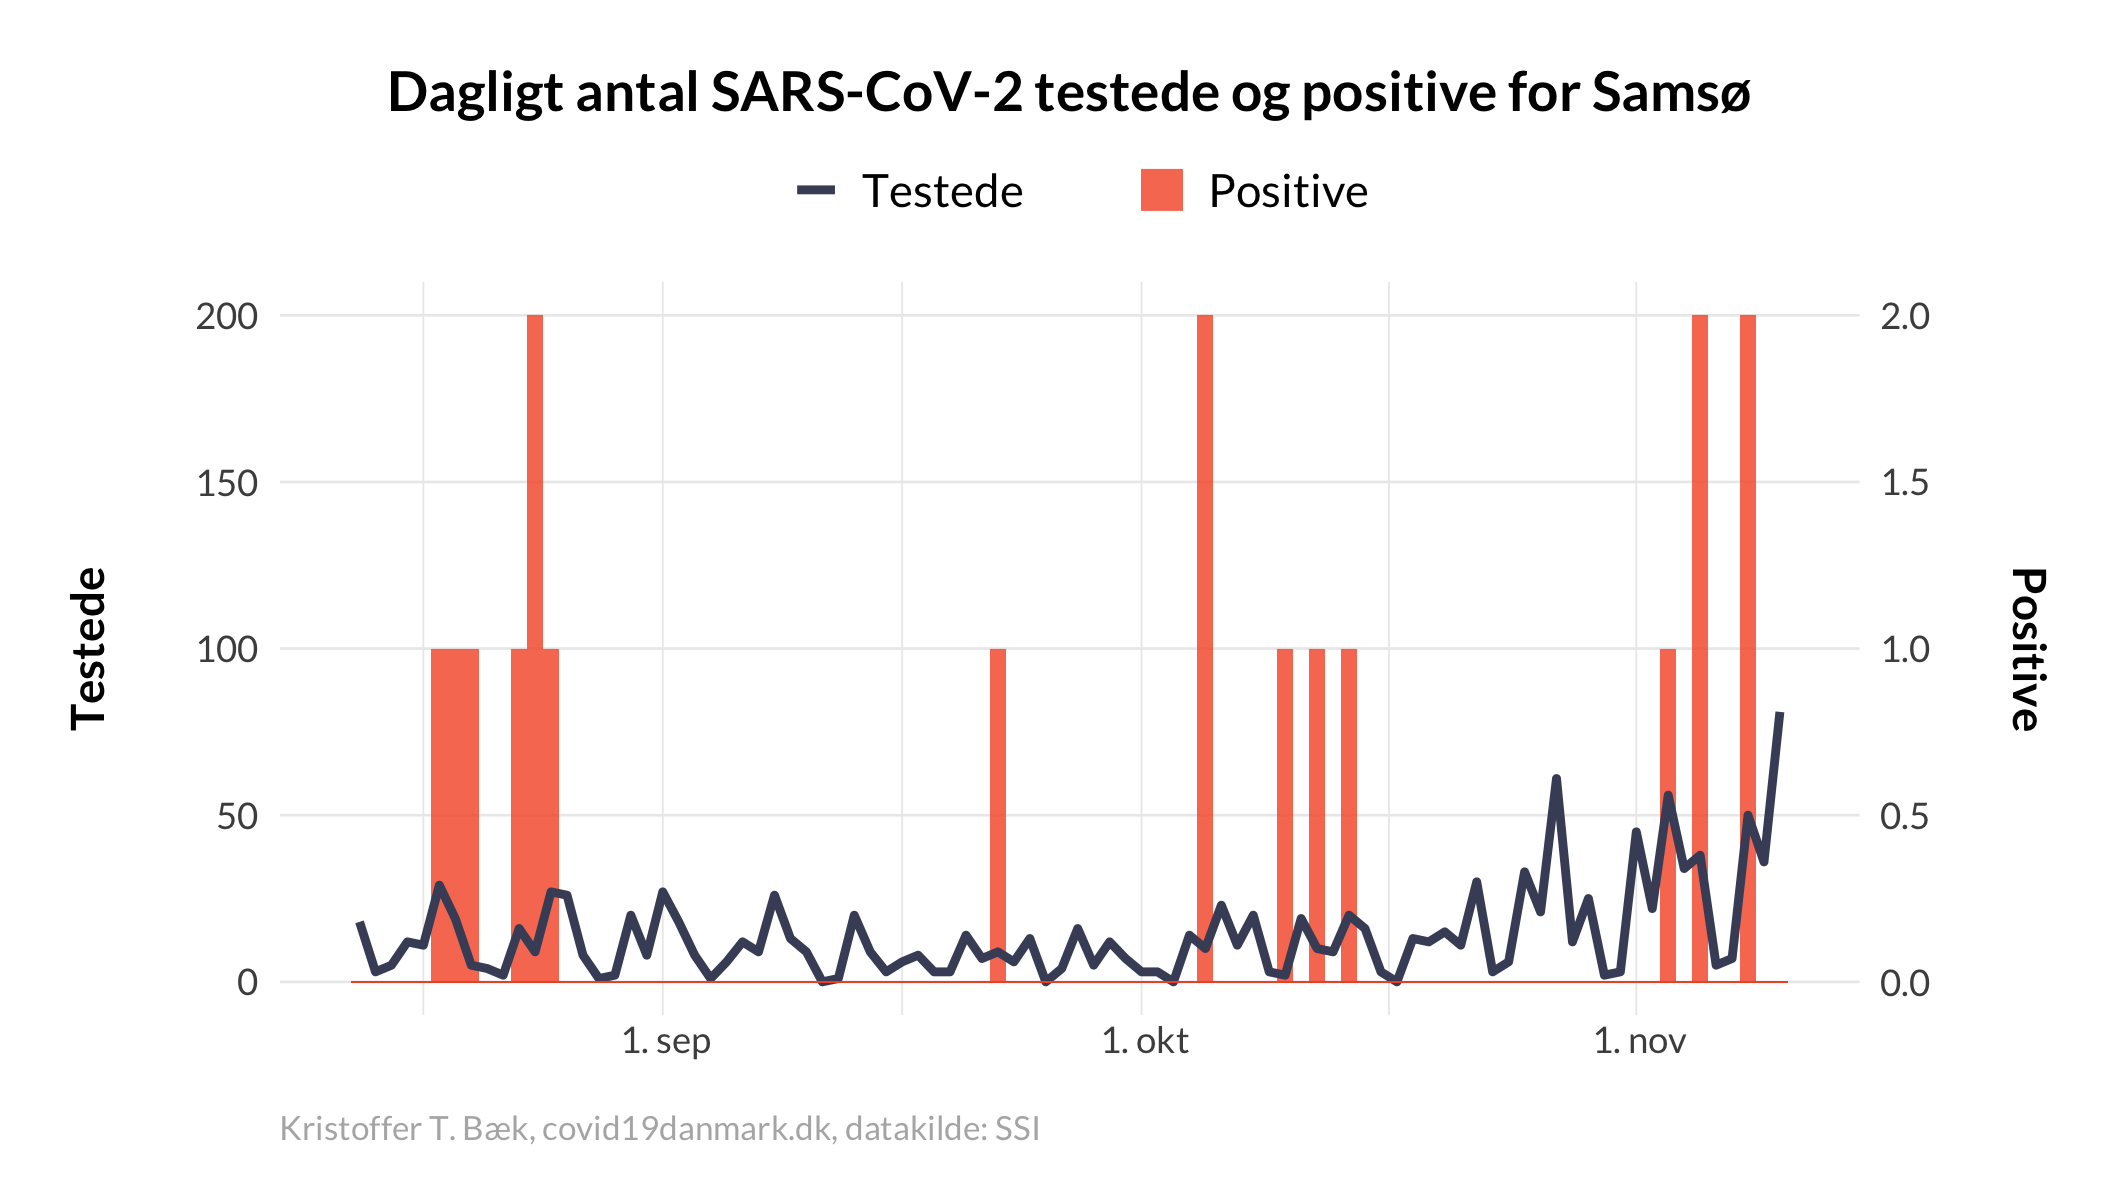 Dagligt antal SARS-CoV-2 testede og positive for Samsø
Testede Positive
200 2.0
150 1.5
100 1.0
50 0.5
0 0.0
Testede
Positive
1. sep 1. okt 1. nov
Kristoffer T. Bæk, covid19danmark.dk, datakilde: SSI